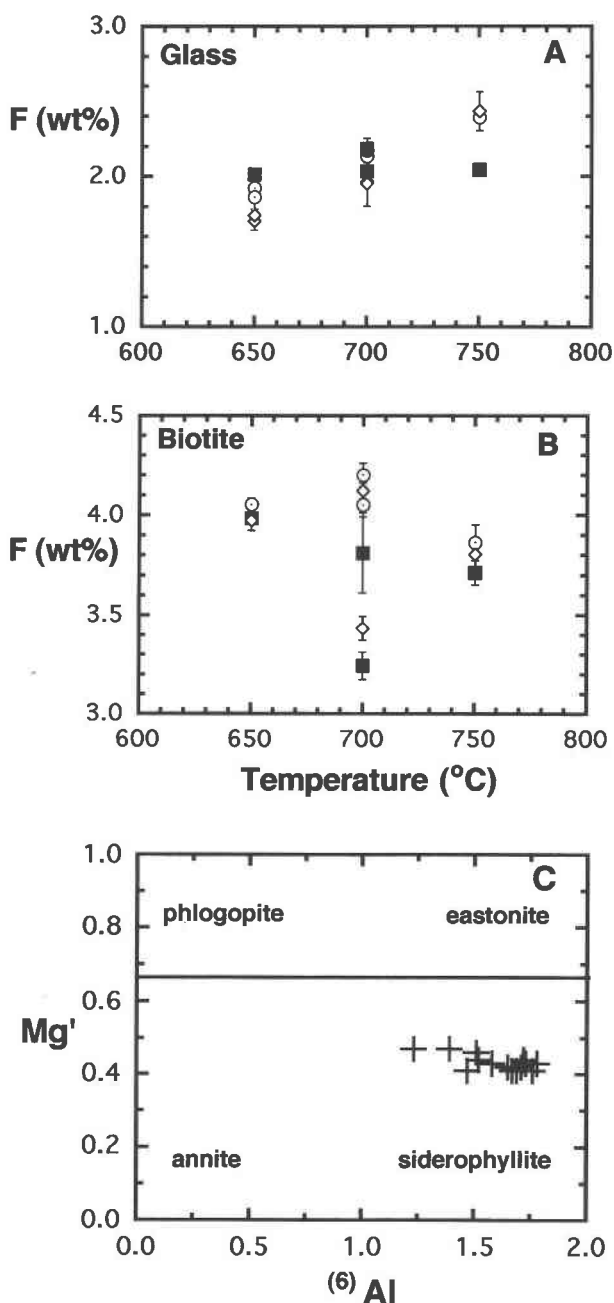 Glass
A
F (wt%)
3.0
2.0
1.0
600 650 700 750 800
Biotite
B
F (wt%)
4.5
4.0
3.5
3.0
600 650 700 750 800
Temperature (°C)
C
phlogopite eastonite
Mg'
annite siderophyllite
1.0
0.8
0.6
0.4
0.2
0.0
0.0 0.5 1.0 1.5 2.0
(6) Al